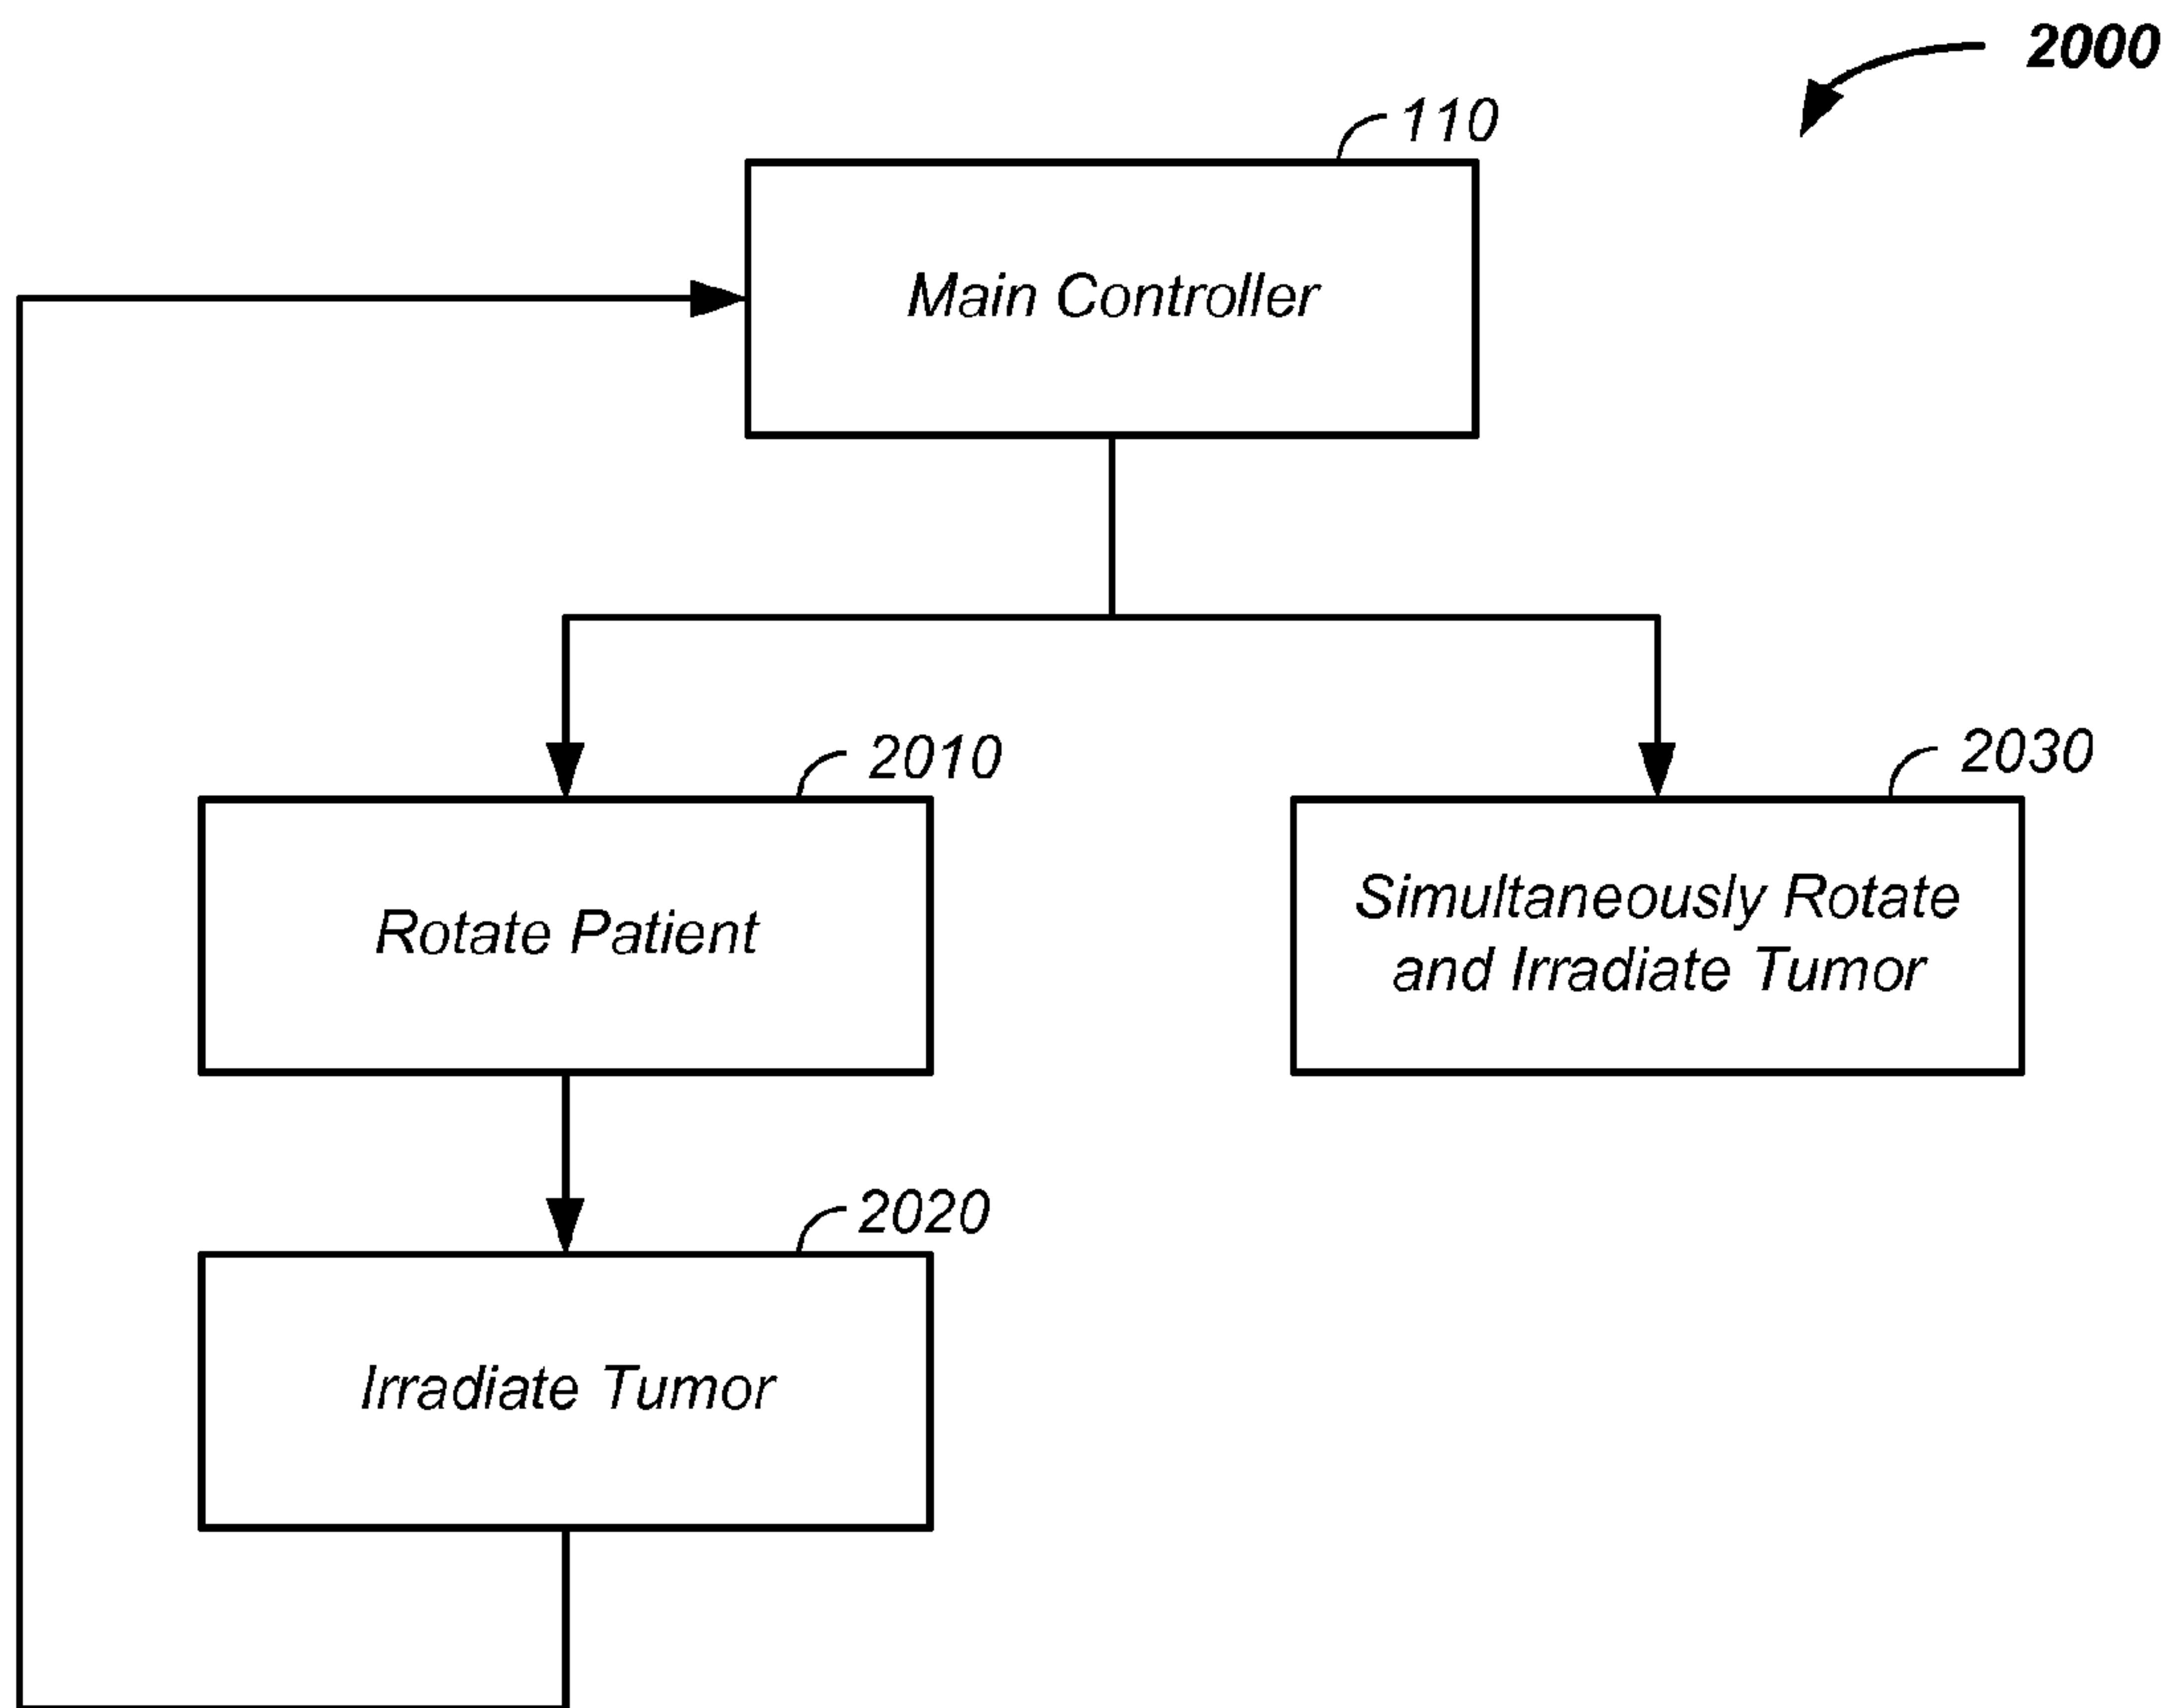 2000
110
Main Controller
2010
2030
Rotate Patient
Simultaneously Rotate
and Irradiate Tumor
2020
Irradiate Tumor